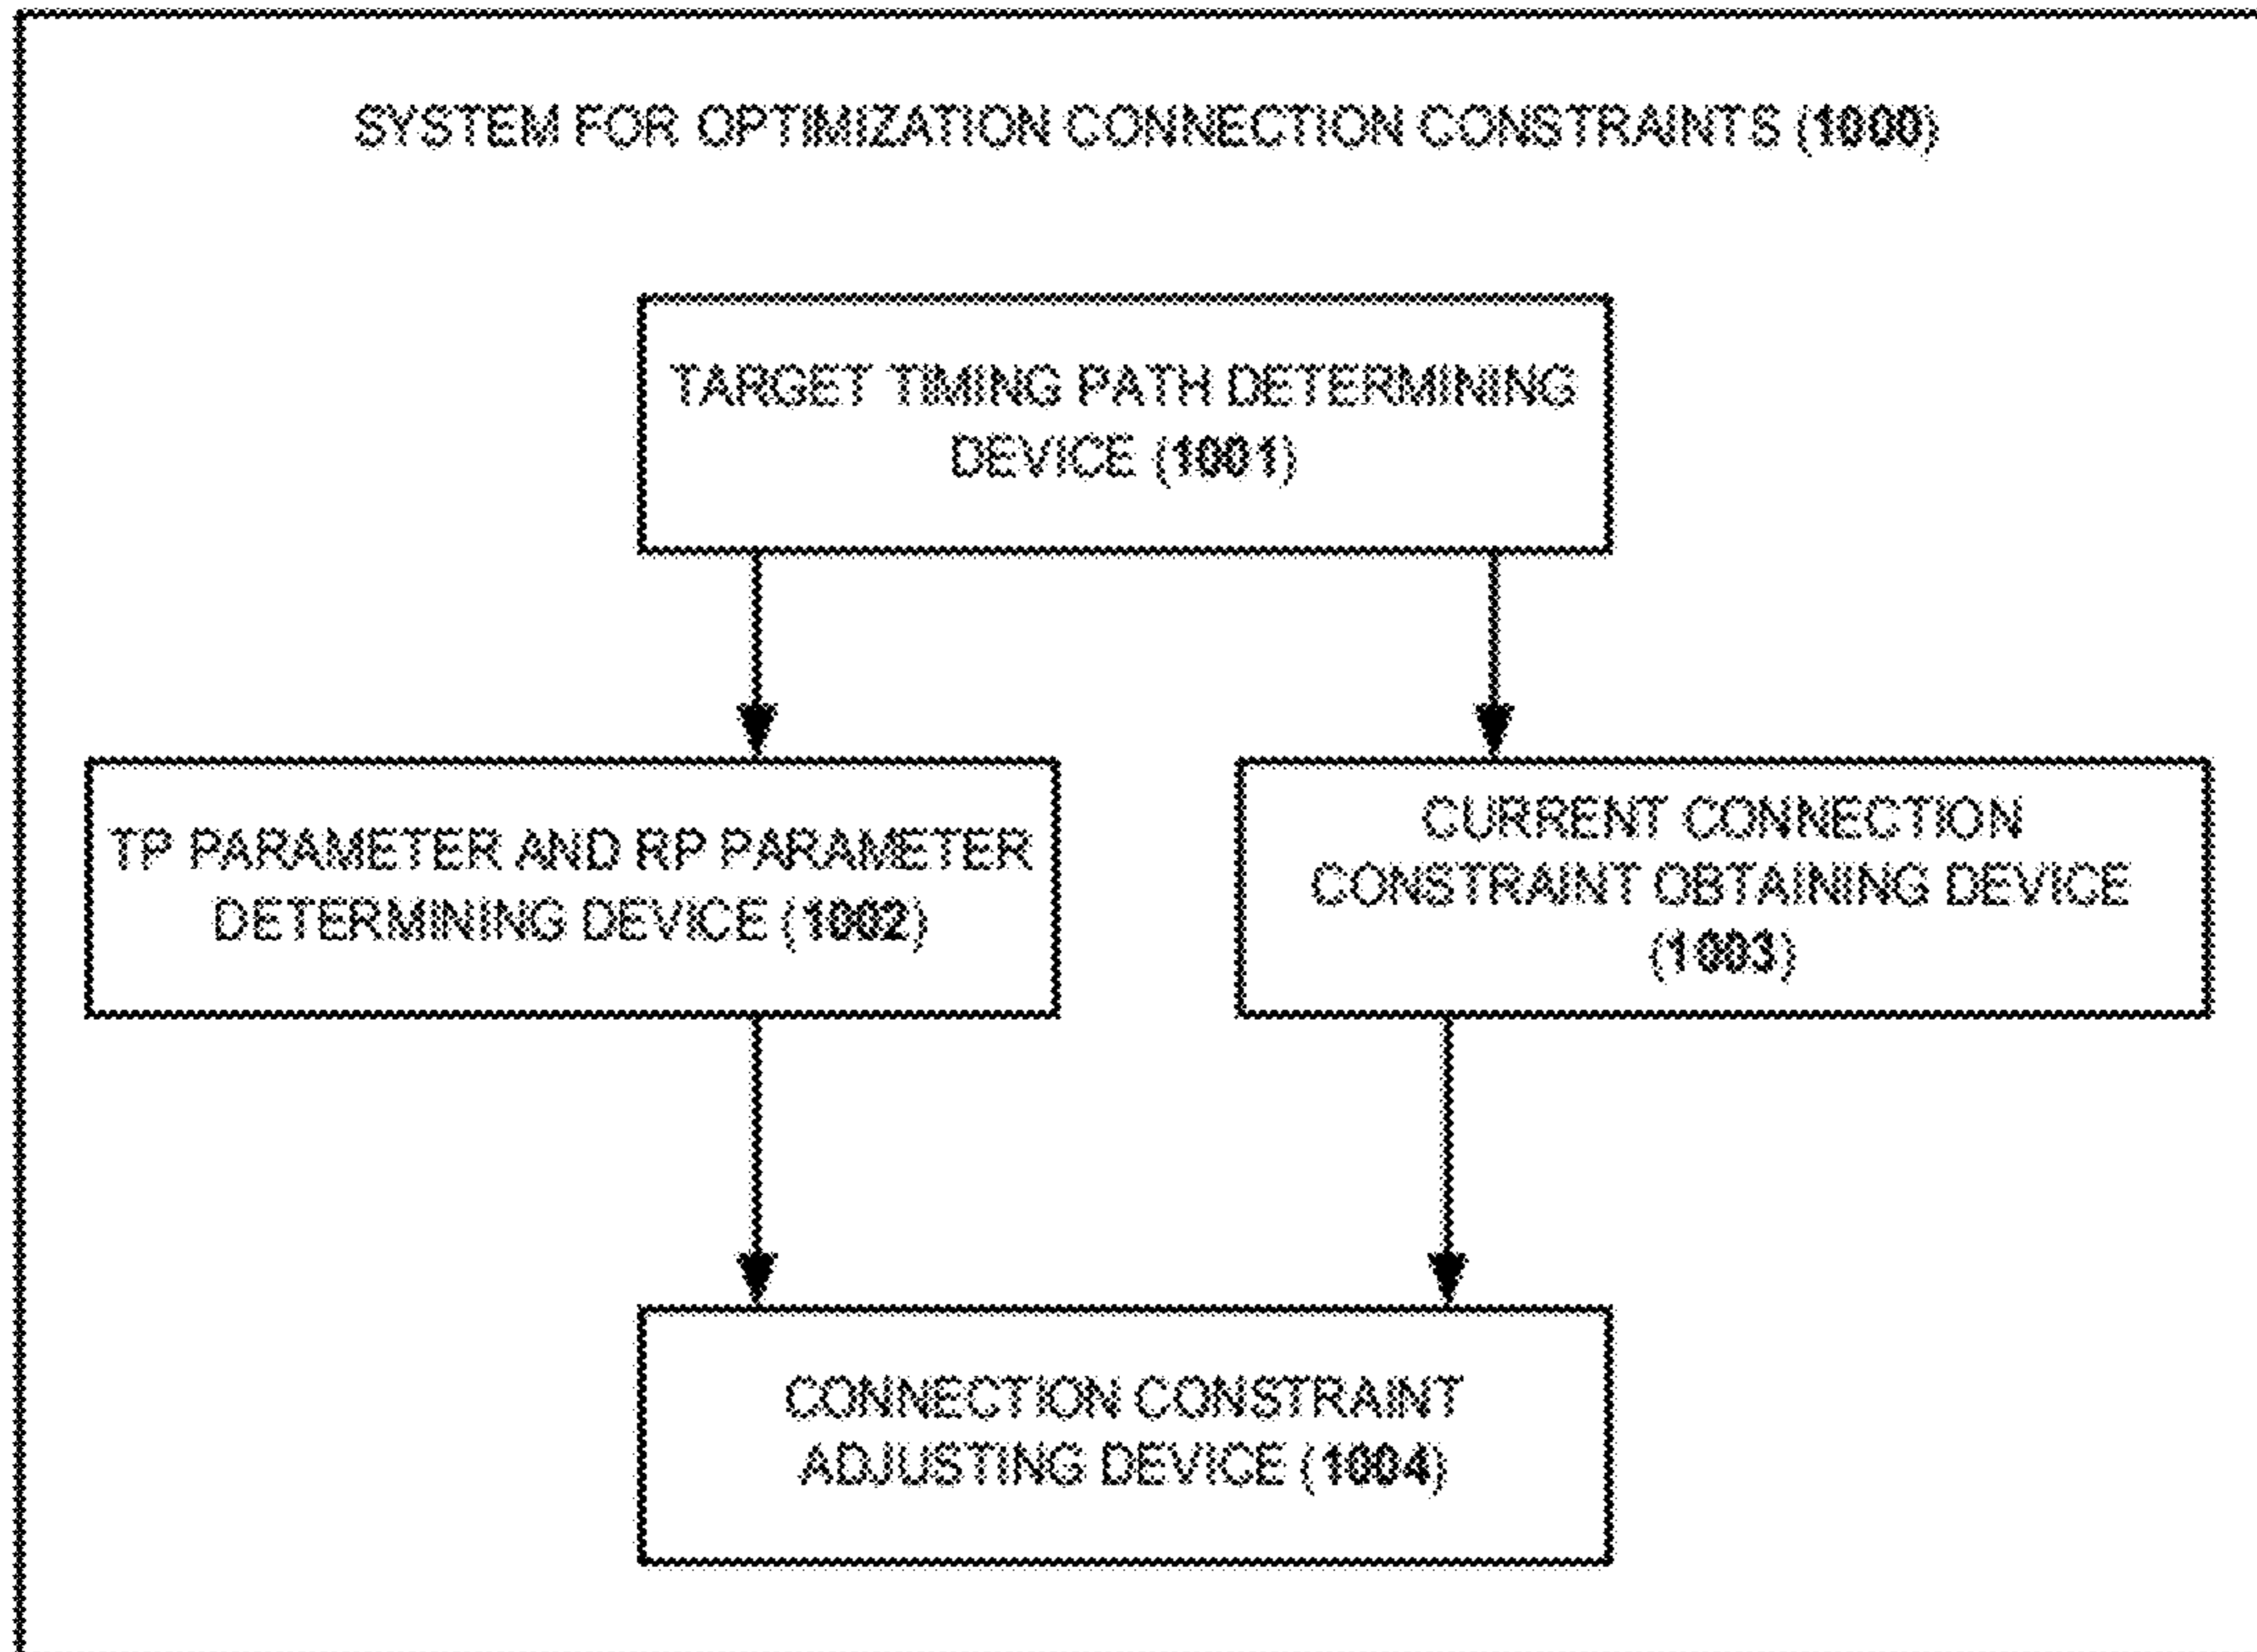 SYSTEM FOR OPTIMIZATION CONNECTION CONSTRAINTS (1000)
TARGET TIMING PATH DETERMINING
DEVICE (1001)
TP PARAMETER AND RP PARAMETER
DETERMINING DEVICE (1002)
CURRENT CONNECTION
CONSTRAINT OBTAINING DEVICE
(1003)
CONNECTION CONSTRAINT
ADJUSTING DEVICE (1004)